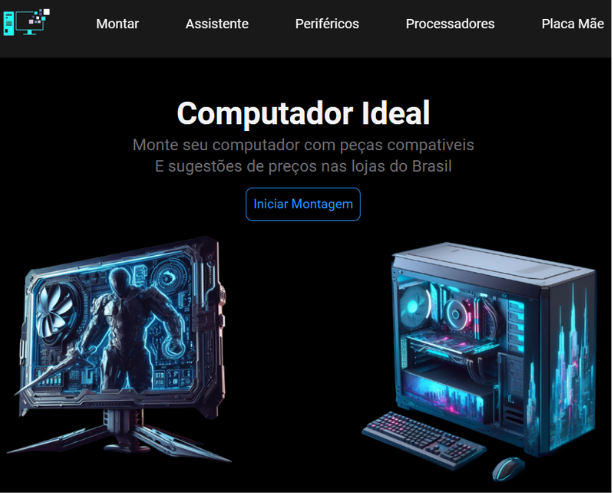 Montar Assistente Periféricos Processadores Placa Mãe
Computador Ideal
Monte seu computador com peças compativeis
E sugestões de preços nas lojas do Brasil
Iniciar Montagem